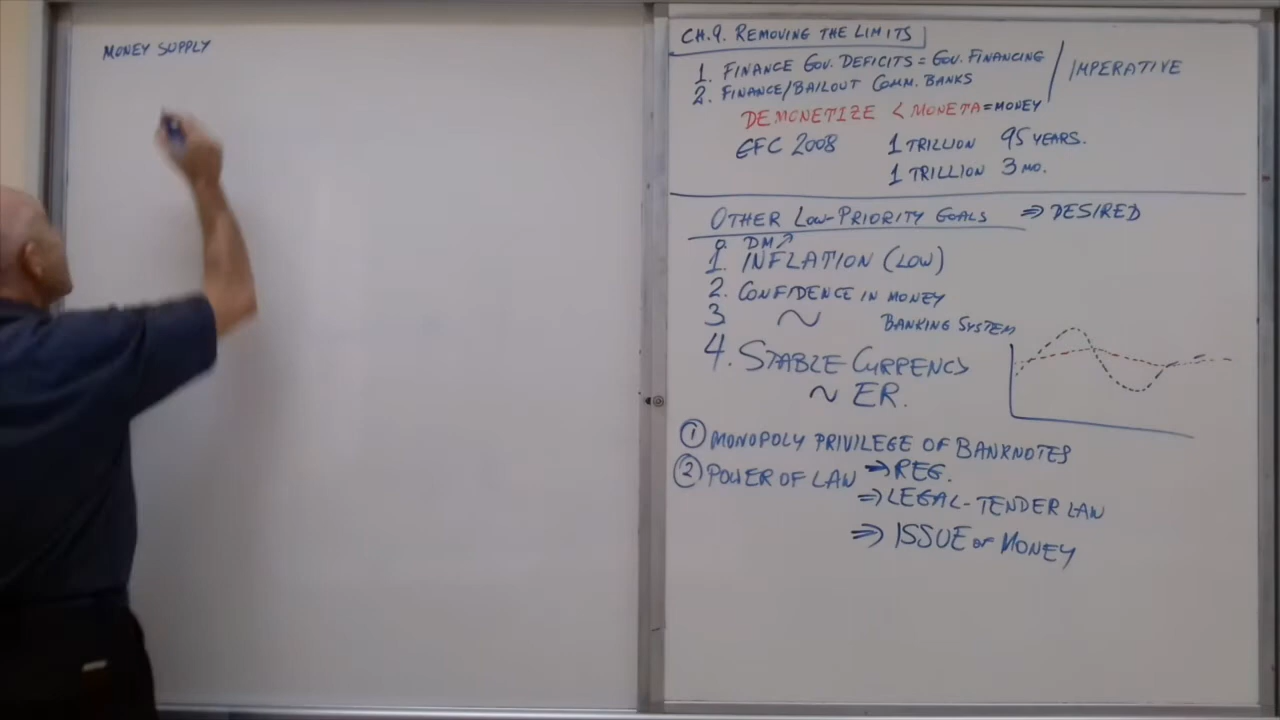 MONEY SUPPLY
CH.9. REMOVING THE LIMITS
1. FINANCE GOV. DEFICITS = GOV. FINANCING
2. FINANCE/BAILOUT COMM. BANKS
IMPERATIVE
DEMONETIZE < MONETA = MONEY
GFC 2008 1 TRILLION 95 YEARS.
1 TRILLION 3 MO.
OTHER LOW-PRIORITY GOALS ⇒ DESIRED
0. DM ↗
1. INFLATION (LOW)
2. CONFIDENCE IN MONEY
3 ~ BANKING SYSTEM
4. STABLE CURRENCY
~ ER.
① MONOPOLY PRIVILEGE OF BANKNOTES
② POWER OF LAW ⇒ REG.
⇒ LEGAL-TENDER LAW
⇒ ISSUE OF MONEY